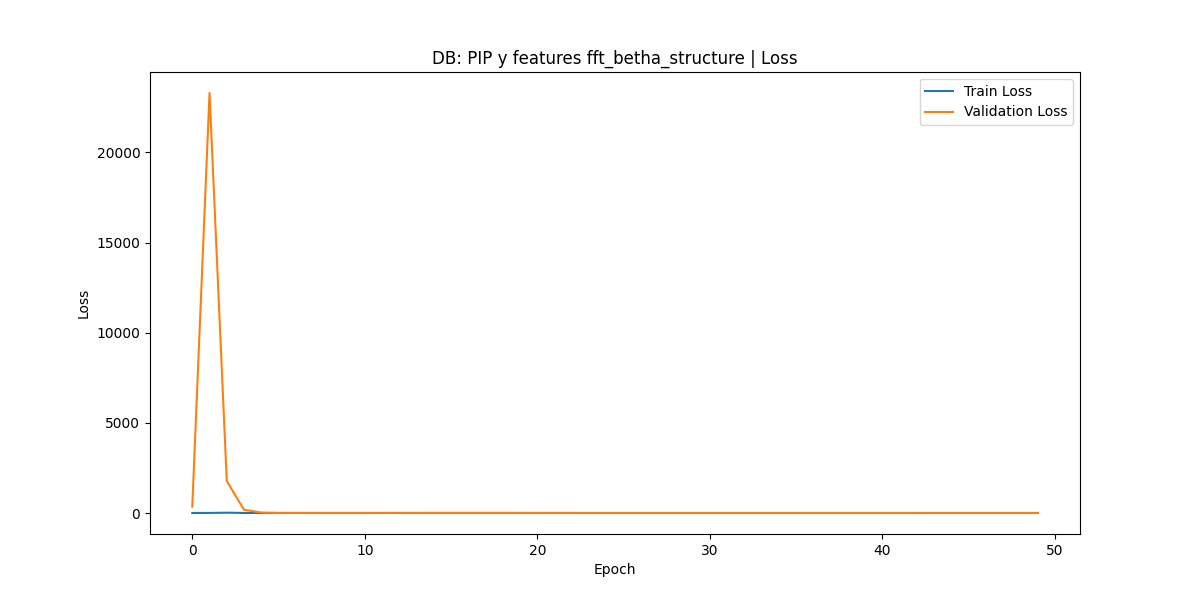 DB: PIP y features fft_betha_structure | Loss
Train Loss
Validation Loss
20000
15000
10000
5000
0
Loss
0 10 20 30 40 50
Epoch